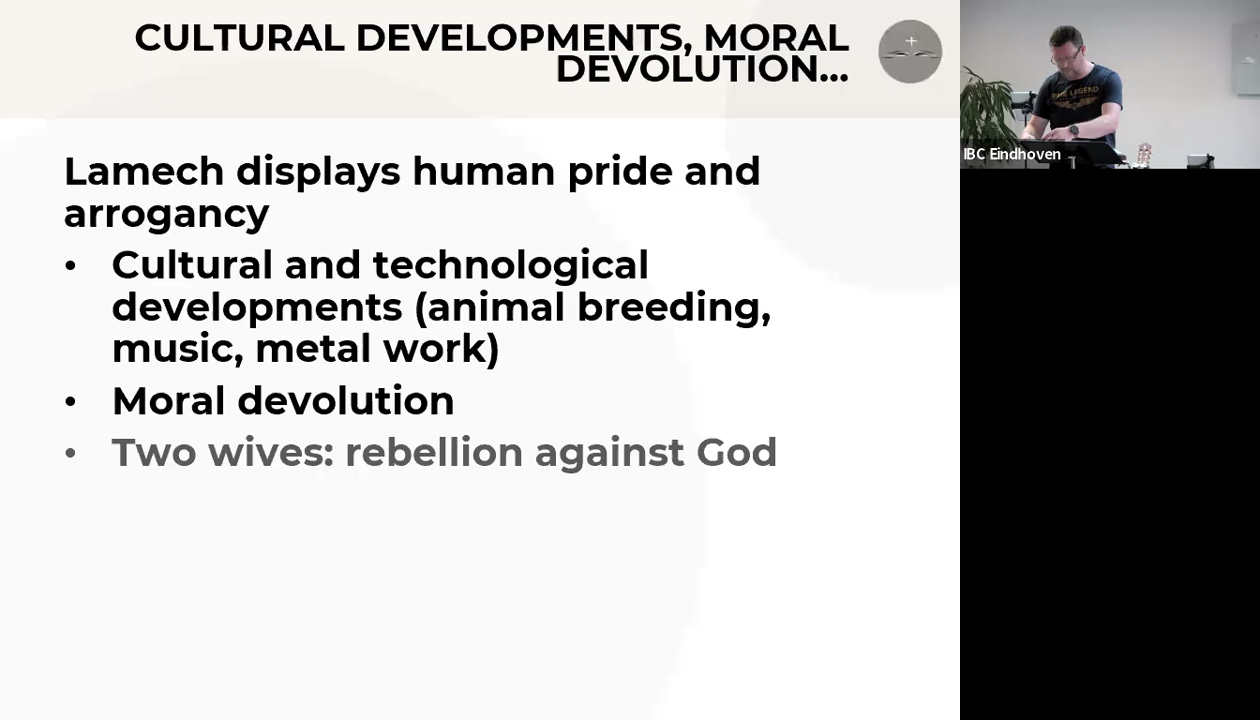 CULTURAL DEVELOPMENTS, MORAL
DEVOLUTION...
Lamech displays human pride and
arrogancy
• Cultural and technological
developments (animal breeding,
music, metal work)
• Moral devolution
• Two wives: rebellion against God
IBC Eindhoven
LEGEND